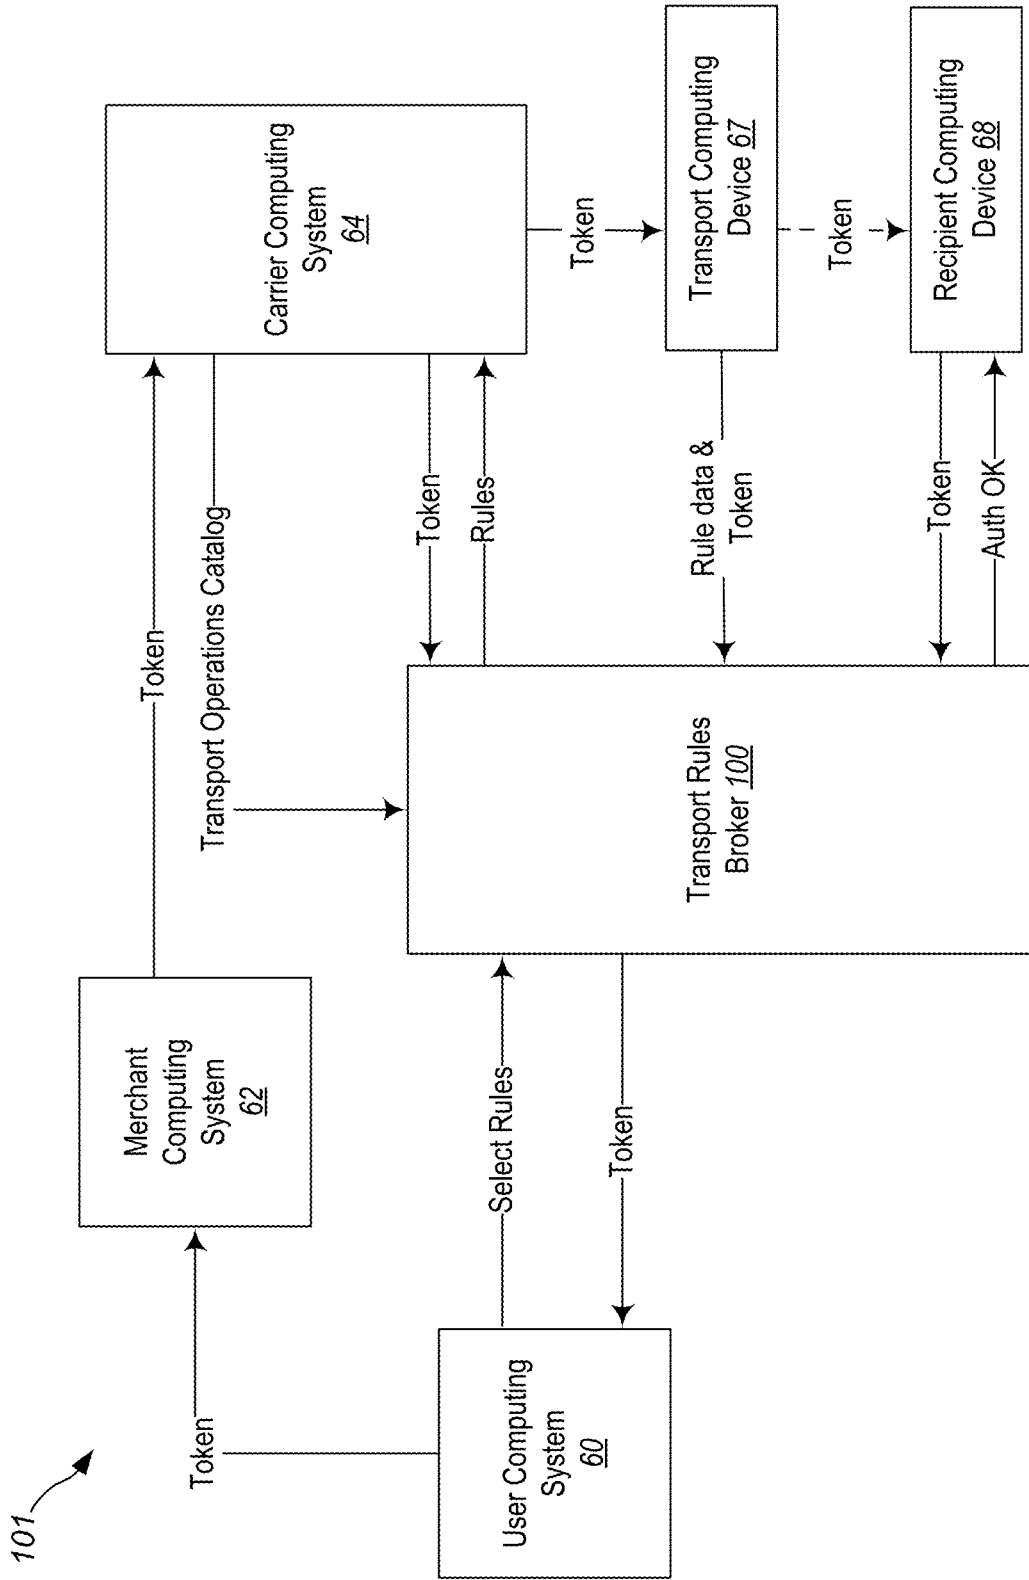 101
Token
Merchant
Computing
System
62
Token
Transport Operations Catalog
Carrier Computing
System
64
User Computing
System
60
Select Rules
Token
Transport Rules
Broker 100
Token
Rules
Token
Transport Computing
Device 67
Rule data &
Token
Token
Recipient Computing
Device 68
Token
Auth OK